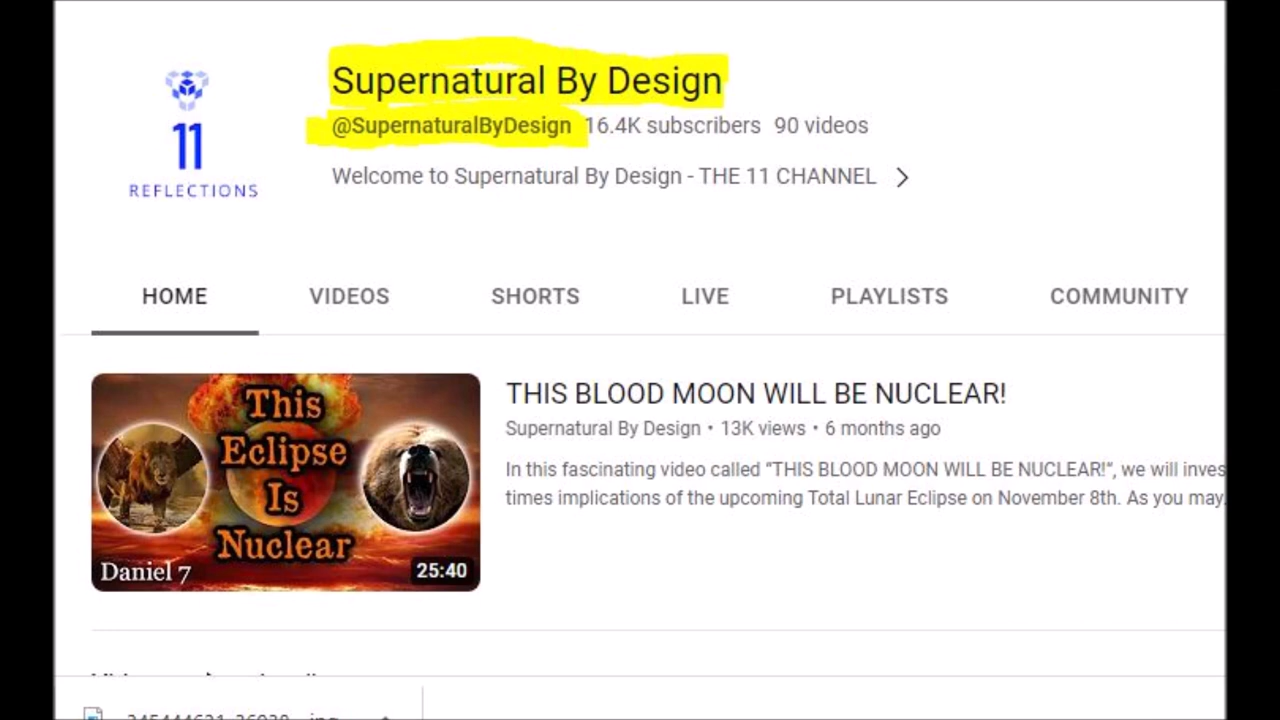 Supernatural By Design
@SupernaturalByDesign 16.4K subscribers 90 videos
Welcome to Supernatural By Design - THE 11 CHANNEL
11
REFLECTIONS
HOME VIDEOS SHORTS LIVE PLAYLISTS COMMUNITY
This
Eclipse
Is
Nuclear
Daniel 7
25:40
THIS BLOOD MOON WILL BE NUCLEAR!
Supernatural By Design • 13K views • 6 months ago
In this fascinating video called "THIS BLOOD MOON WILL BE NUCLEAR!", we will
times implications of the upcoming Total Lunar Eclipse on November 8th. As you may